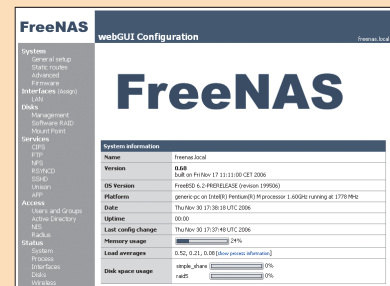 FreeNAS
webGUI Configuration
freenas.local
System
General setup
Static routes
Advanced
Firmware
Interfaces (Assign)
LAN
Disks
Management
Software RAID
Mount Point
Services
CIFS
FTP
NFS
RSYNCD
SSHD
Unison
AFP
Access
Users and Groups
Active Directory
NIS
Radius
Status
System
Process
Interfaces
Disks
Wireless
FreeNAS
System information
Name freenas.local
Version 0.68
built on Fri Nov 17 11:11:00 CET 2006
OS Version FreeBSD 6.2-PRERELEASE (revision 199506)
Platform generic-pc on Intel(R) Pentium(R) M processor 1.60GHz running at 1778 MHz
Date Thu Nov 30 17:38:18 UTC 2006
Uptime 00:00
Last config change Thu Nov 30 17:37:48 UTC 2006
Memory usage 24%
Load averages 0.52, 0.21, 0.08 [show process information]
Disk space usage simple_share 0%
raid5 0%